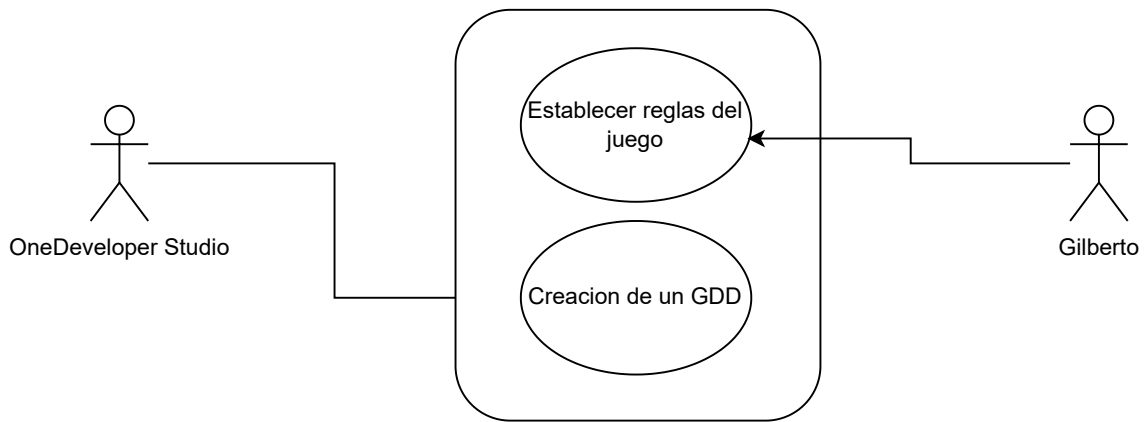 Establecer reglas del
juego
OneDeveloper Studio
Gilberto
Creacion de un GDD